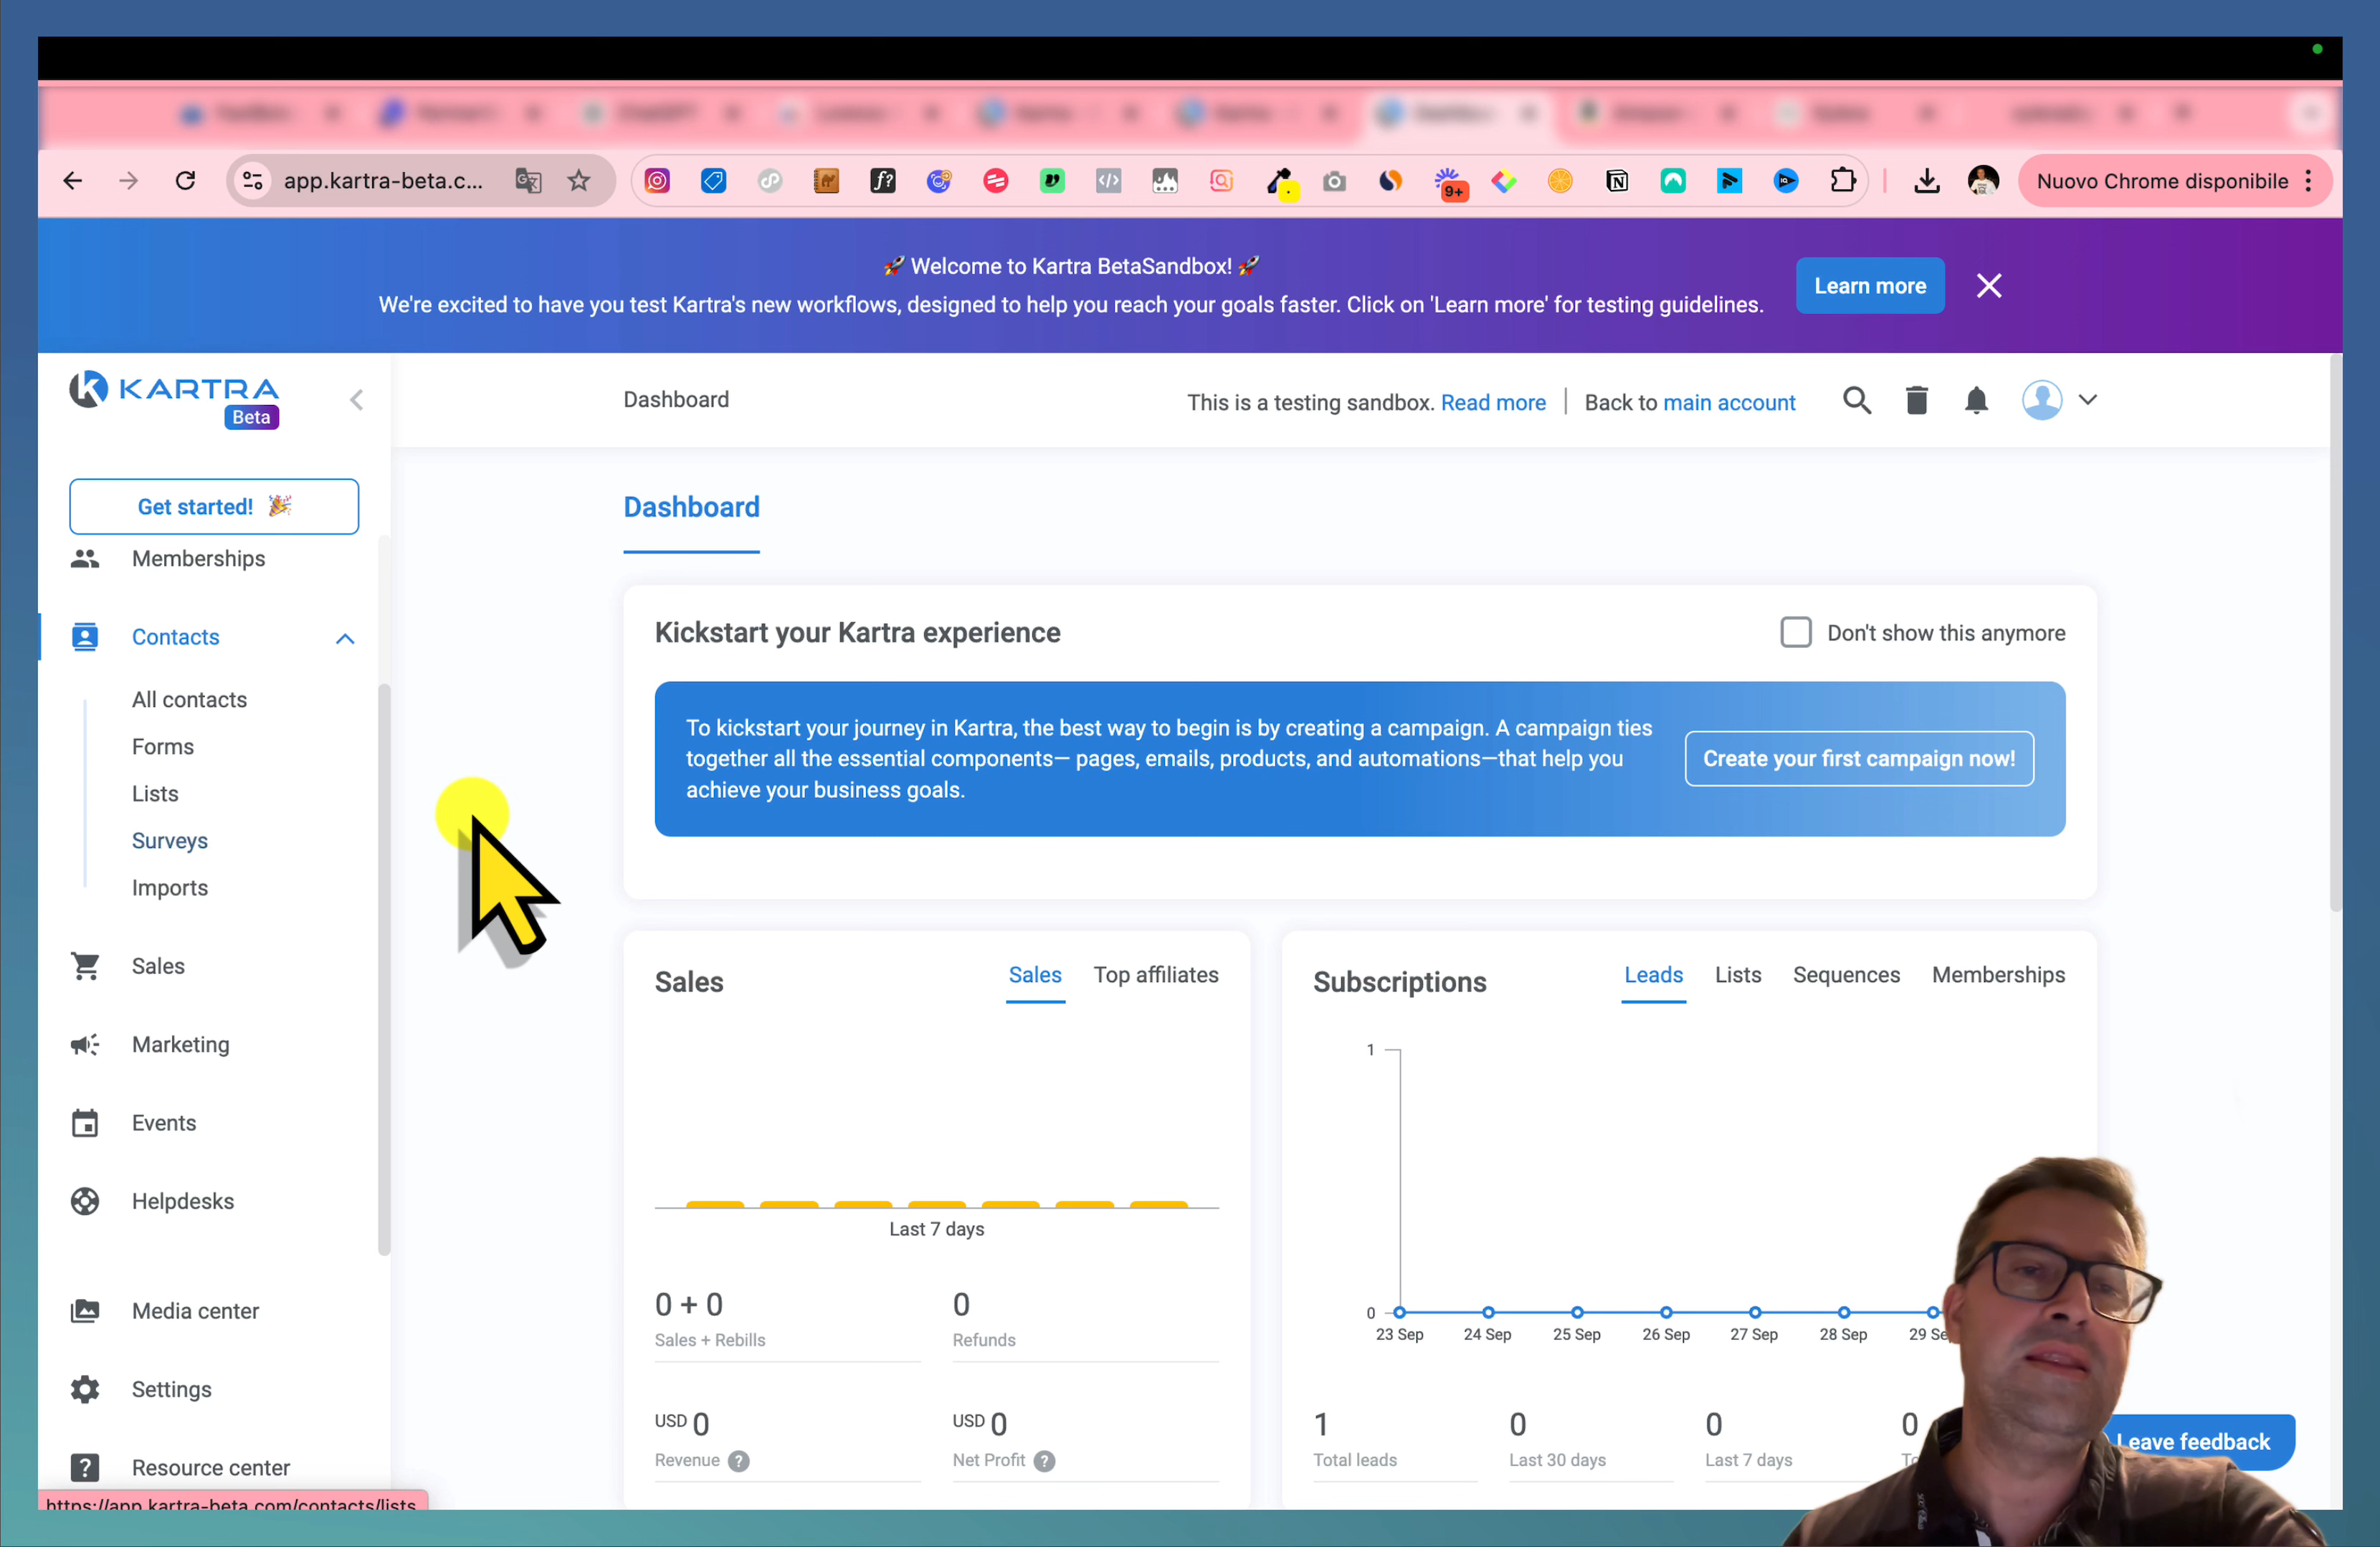 app.kartra-beta.c...
9+
Nuovo Chrome disponibile
🚀 Welcome to Kartra BetaSandbox! 🚀
We're excited to have you test Kartra's new workflows, designed to help you reach your goals faster. Click on 'Learn more' for testing guidelines.
Learn more
KARTRA
Beta
Dashboard
This is a testing sandbox. Read more | Back to main account
Get started! 🎉
Memberships
Contacts
All contacts
Forms
Lists
Surveys
Imports
Sales
Marketing
Events
Helpdesks
Media center
Settings
Resource center
https://app.kartra-beta.com/contacts/lists
Dashboard
Kickstart your Kartra experience
Don't show this anymore
To kickstart your journey in Kartra, the best way to begin is by creating a campaign. A campaign ties
together all the essential components— pages, emails, products, and automations—that help you
achieve your business goals.
Create your first campaign now!
Sales
Sales Top affiliates
Last 7 days
0 + 0
Sales + Rebills
0
Refunds
USD 0
Revenue ?
USD 0
Net Profit ?
Subscriptions
Leads Lists Sequences Memberships
1
0
23 Sep 24 Sep 25 Sep 26 Sep 27 Sep 28 Sep 29
1
Total leads
0
Last 30 days
0
Last 7 days
0
Leave feedback